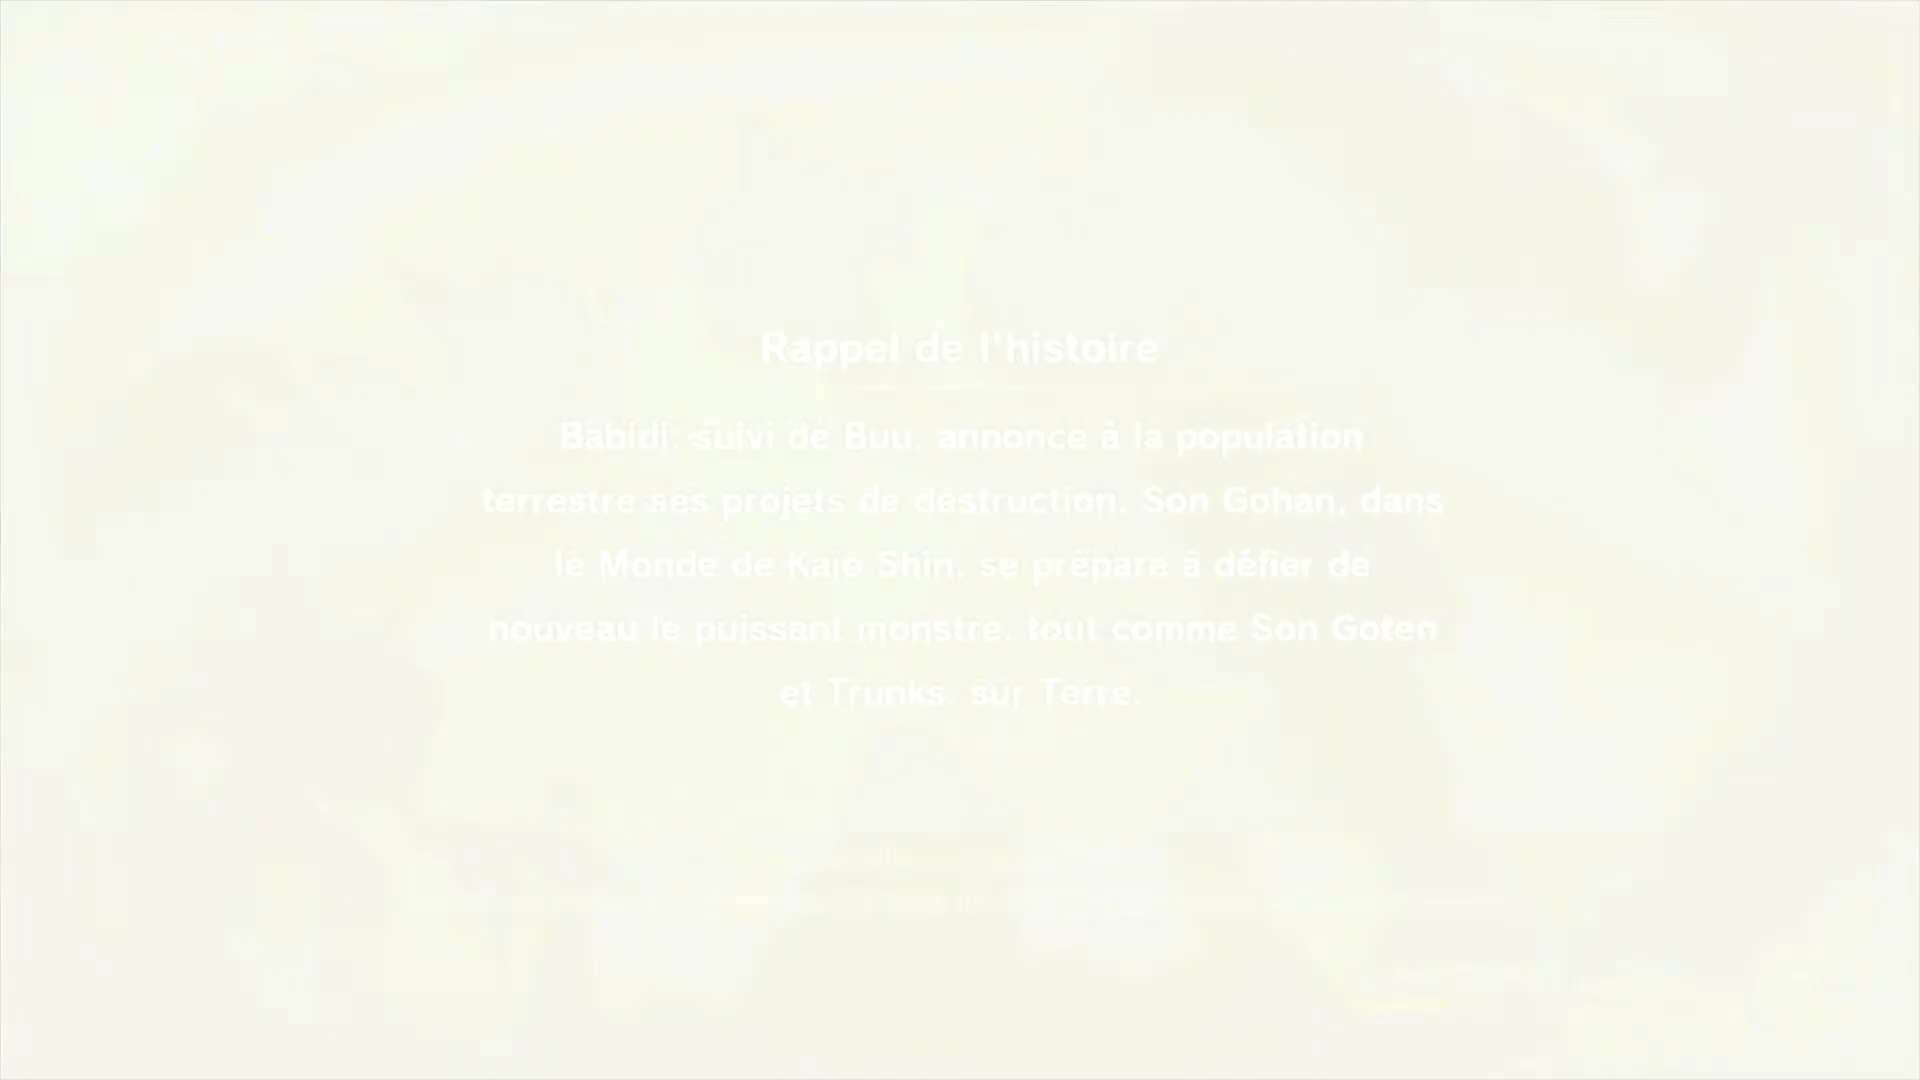 Rappel de l'histoire
Babidi, suivi de Buu, annonce à la population
terrestre ses projets de destruction. Son Gohan, dans
le Monde de Kaio Shin, se prépare à défier de
nouveau le puissant monstre, tout comme Son Goten
et Trunks, sur Terre.